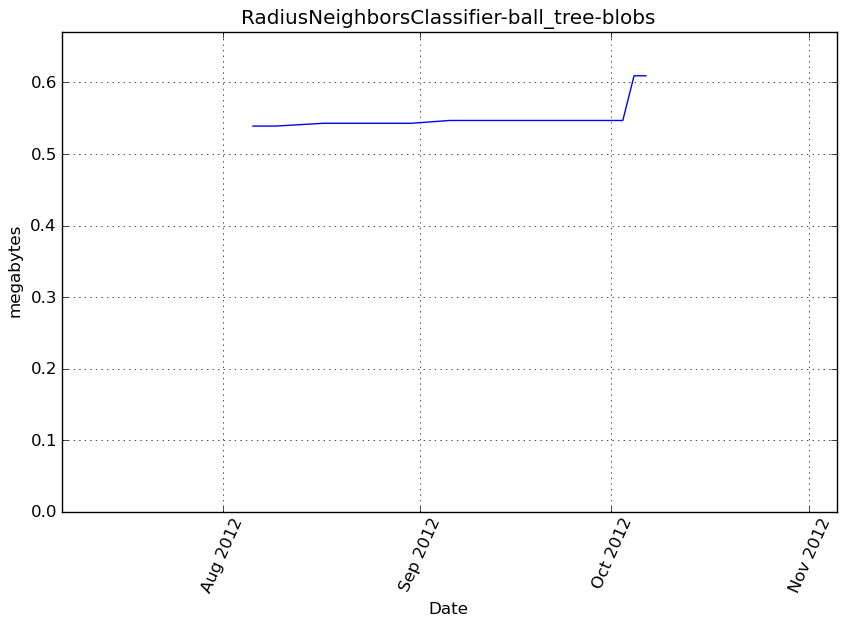 RadiusNeighborsClassifier-ball_tree-blobs
megabytes
0.6
0.5
0.4
0.3
0.2
0.1
0.0
Aug 2012
Sep 2012
Oct 2012
Nov 2012
Date